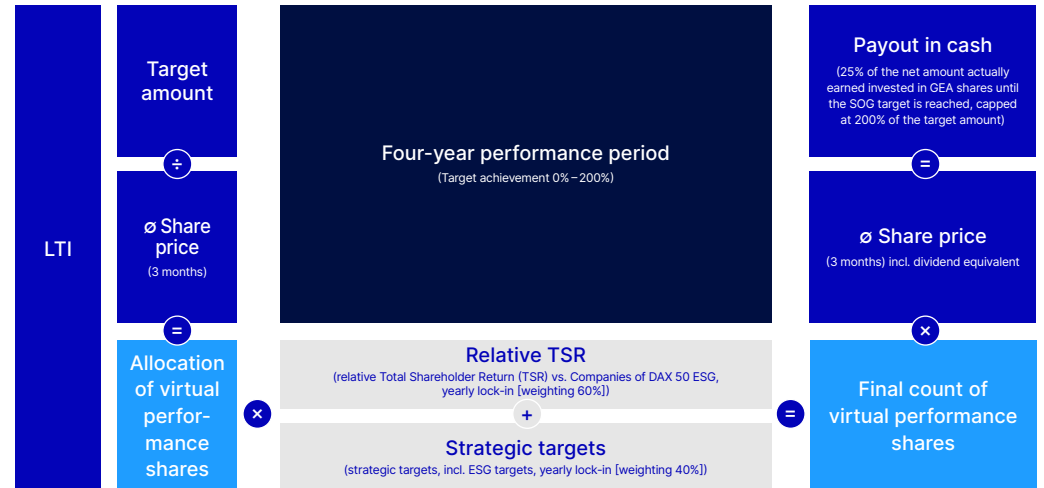 LTI
Target
amount
÷
ø Share
price
(3 months)
=
Allocation
of virtual
perfor-
mance
shares
×
Four-year performance period
(Target achievement 0% – 200%)
Relative TSR
(relative Total Shareholder Return (TSR) vs. Companies of DAX 50 ESG,
yearly lock-in [weighting 60%])
+
Strategic targets
(strategic targets, incl. ESG targets, yearly lock-in [weighting 40%])
=
Payout in cash
(25% of the net amount actually
earned invested in GEA shares until
the SOG target is reached, capped
at 200% of the target amount)
=
ø Share price
(3 months) incl. dividend equivalent
×
Final count of
virtual performance
shares